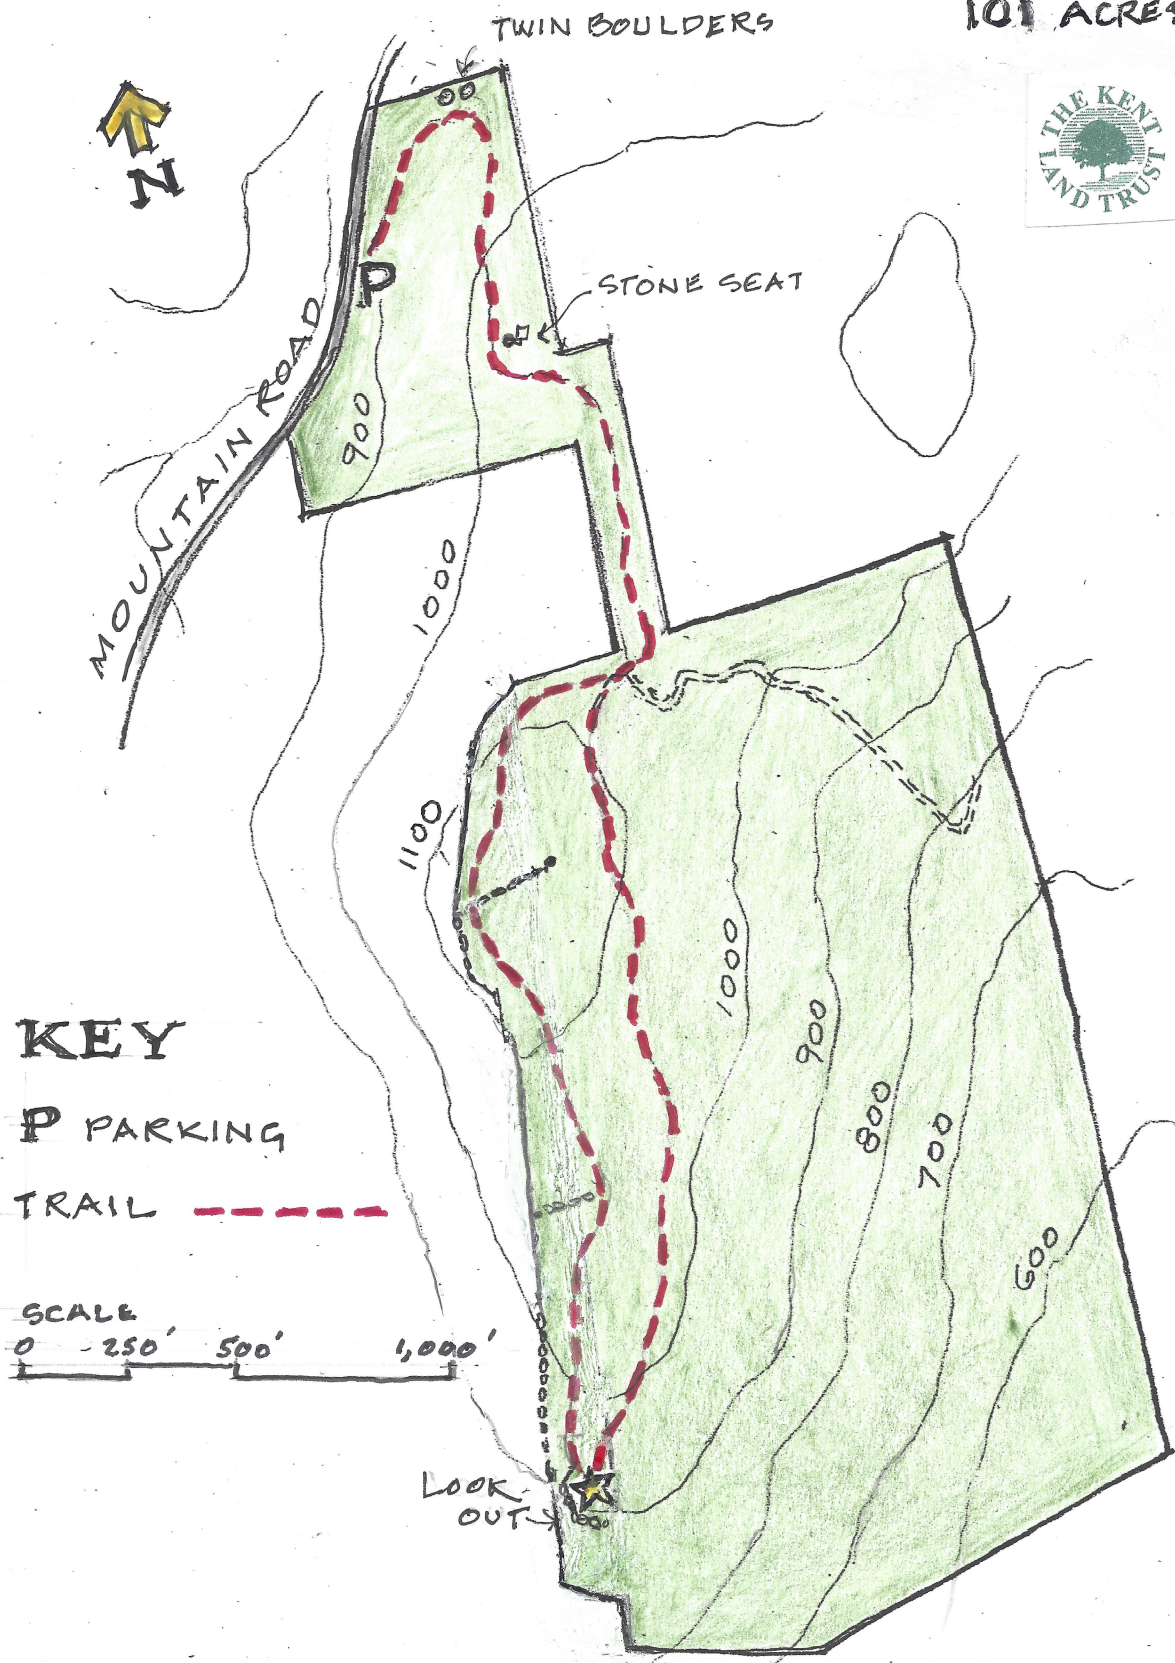 TWIN BOULDERS
101 ACRES
N
THE KENT
LAND TRUST
STONE SEAT
P
MOUNTAIN ROAD
900
1000
1100
1000
900
800
700
600
KEY
P PARKING
TRAIL
SCALE
0 250' 500' 1,000'
LOOK
OUT